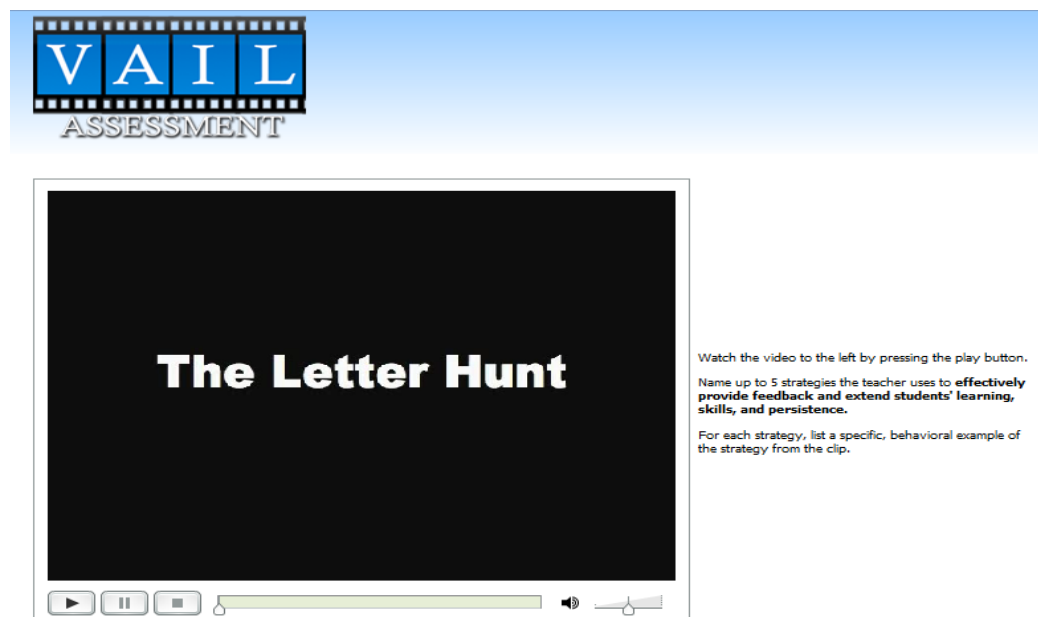 VAIL
ASSESSMENT
The Letter Hunt
Watch the video to the left by pressing the play button.
Name up to 5 strategies the teacher uses to effectively
provide feedback and extend students' learning,
skills, and persistence.
For each strategy, list a specific, behavioral example of
the strategy from the clip.